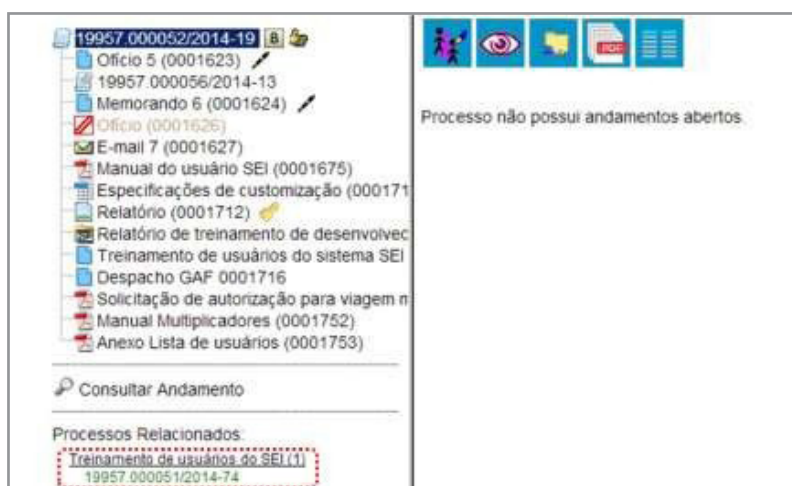 19957.000052/2014-19 B
Ofício 5 (0001623)
19957.000056/2014-13
Memorando 6 (0001624)
Ofício (0001626)
E-mail 7 (0001627)
Manual do usuário SEI (0001675)
Especificações de customização (000171
Relatório (0001712)
Relatório de treinamento de desenvolvec
Treinamento de usuários do sistema SEI
Despacho GAF 0001716
Solicitação de autorização para viagem n
Manual Multiplicadores (0001752)
Anexo Lista de usuários (0001753)
Consultar Andamento
Processos Relacionados:
Treinamento de usuários do SEI (1)
19957.000051/2014-74
PDF
Processo não possui andamentos abertos.